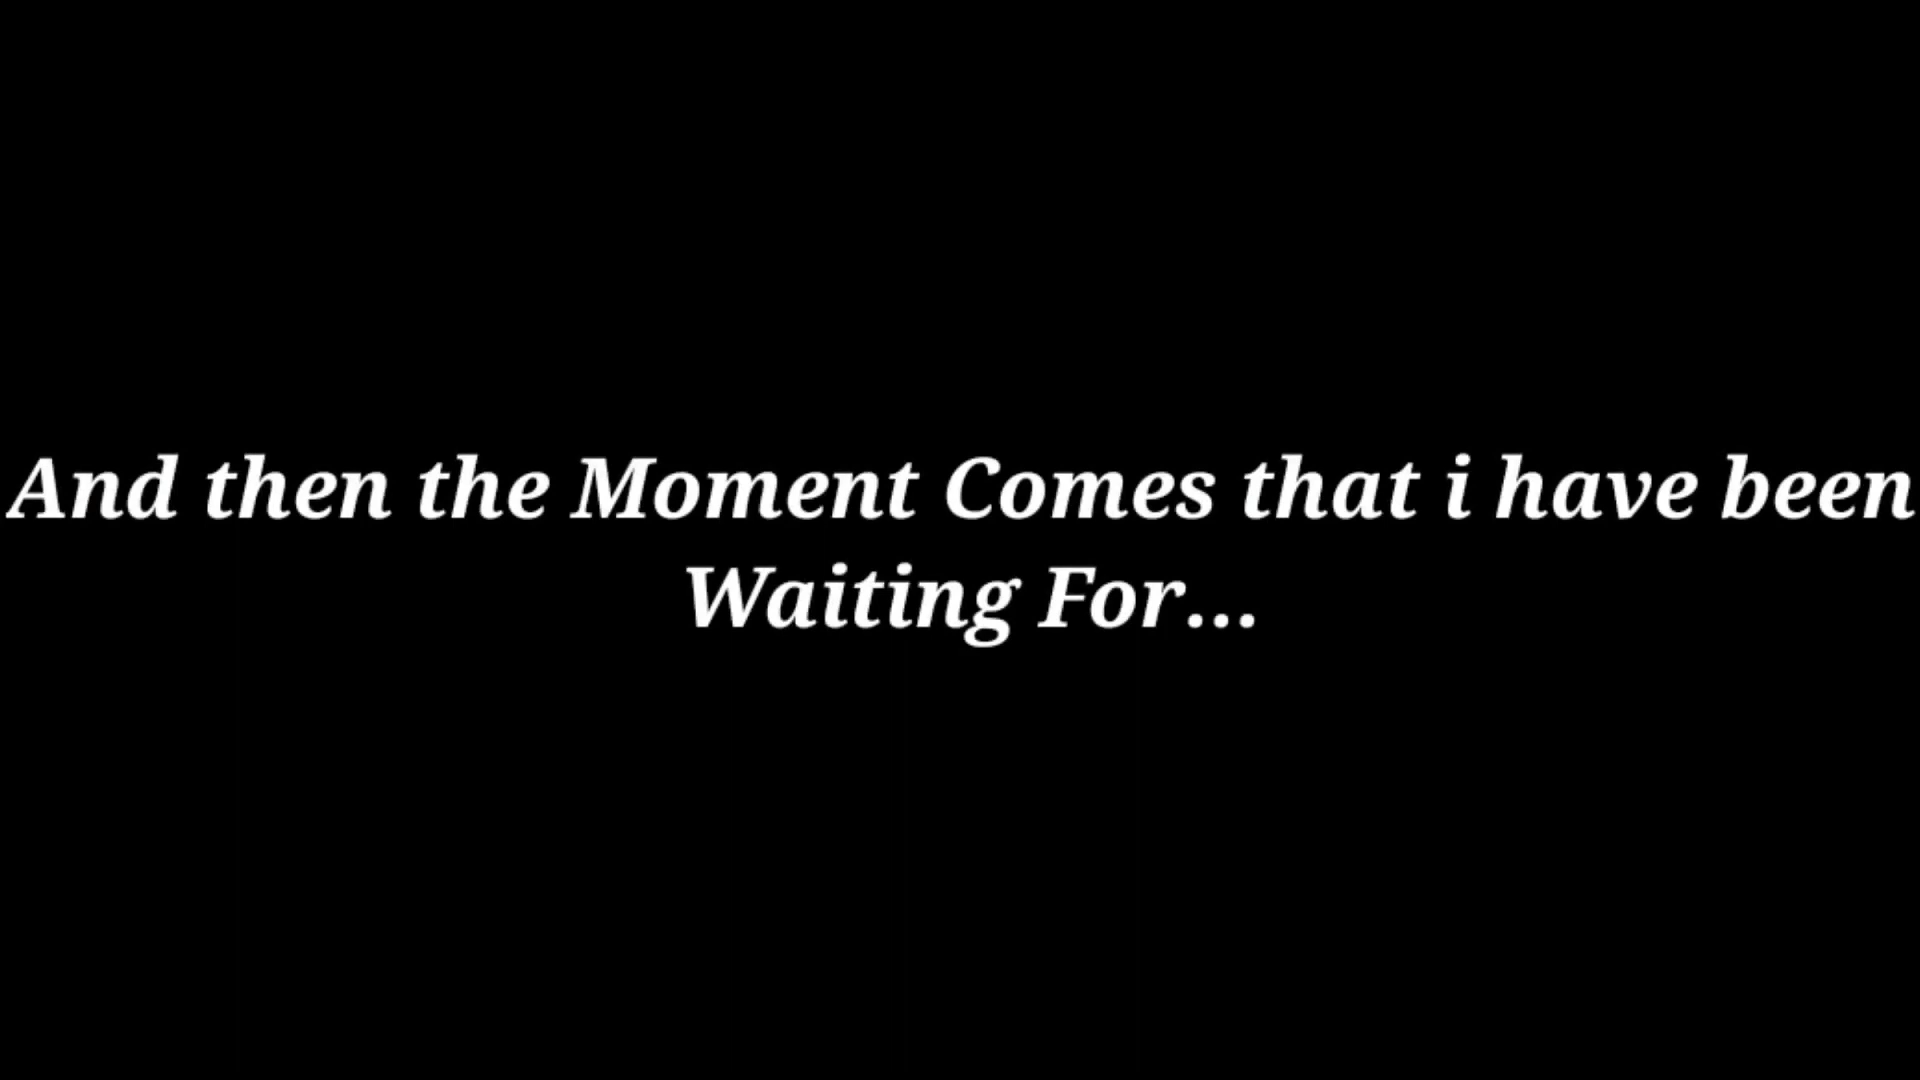 And then the Moment Comes that i have been
Waiting For...